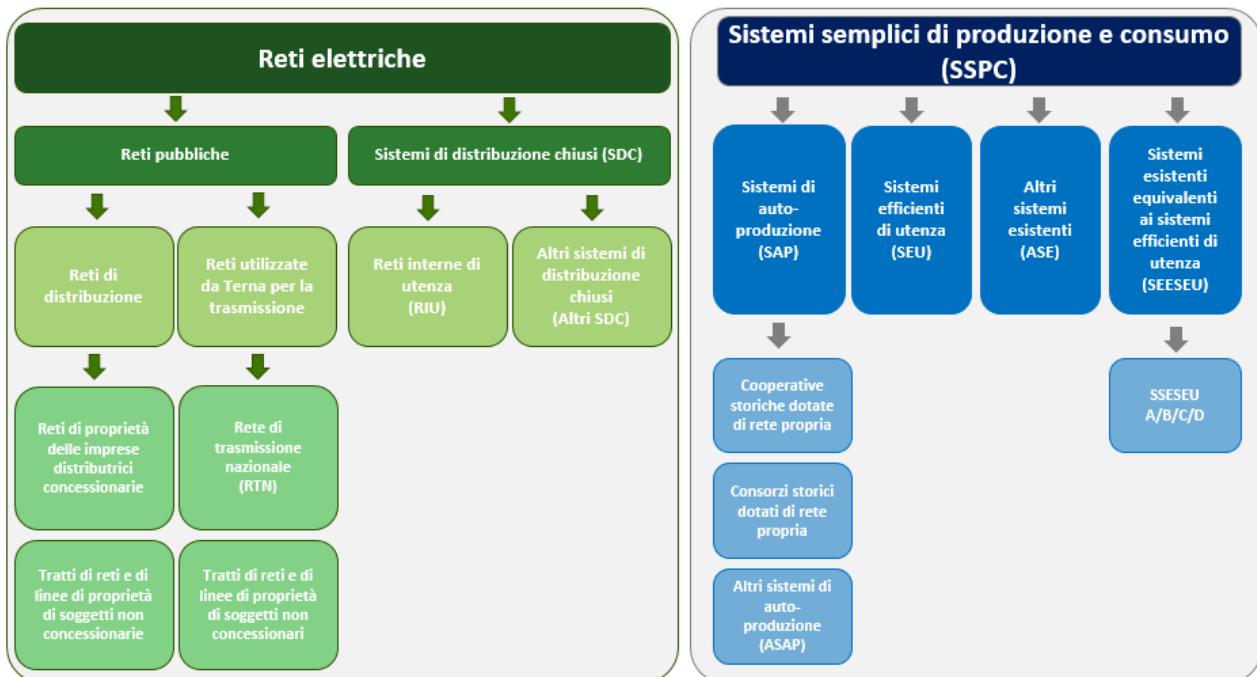 Reti elettriche
Reti pubbliche
Sistemi di distribuzione chiusi (SDC)
Reti di
distribuzione
Reti utilizzate
da Terna per la
trasmissione
Reti interne di
utenza
(RIU)
Altri sistemi di
distribuzione
chiusi
(Altri SDC)
Reti di proprietà
delle imprese
distributrici
concessionarie
Rete di
trasmissione
nazionale
(RTN)
Tratti di reti e di
linee di proprietà
di soggetti non
concessionarie
Tratti di reti e di
linee di proprietà
di soggetti non
concessionari
Sistemi semplici di produzione e consumo
(SSPC)
Sistemi di
auto-
produzione
(SAP)
Sistemi
efficienti
di utenza
(SEU)
Altri
sistemi
esistenti
(ASE)
Sistemi
esistenti
equivalenti
ai sistemi
efficienti di
utenza
(SEESEU)
Cooperative
storiche dotate
di rete propria
Consorzi storici
dotati di rete
propria
Altri sistemi di
auto-
produzione
(ASAP)
SSESEU
A/B/C/D